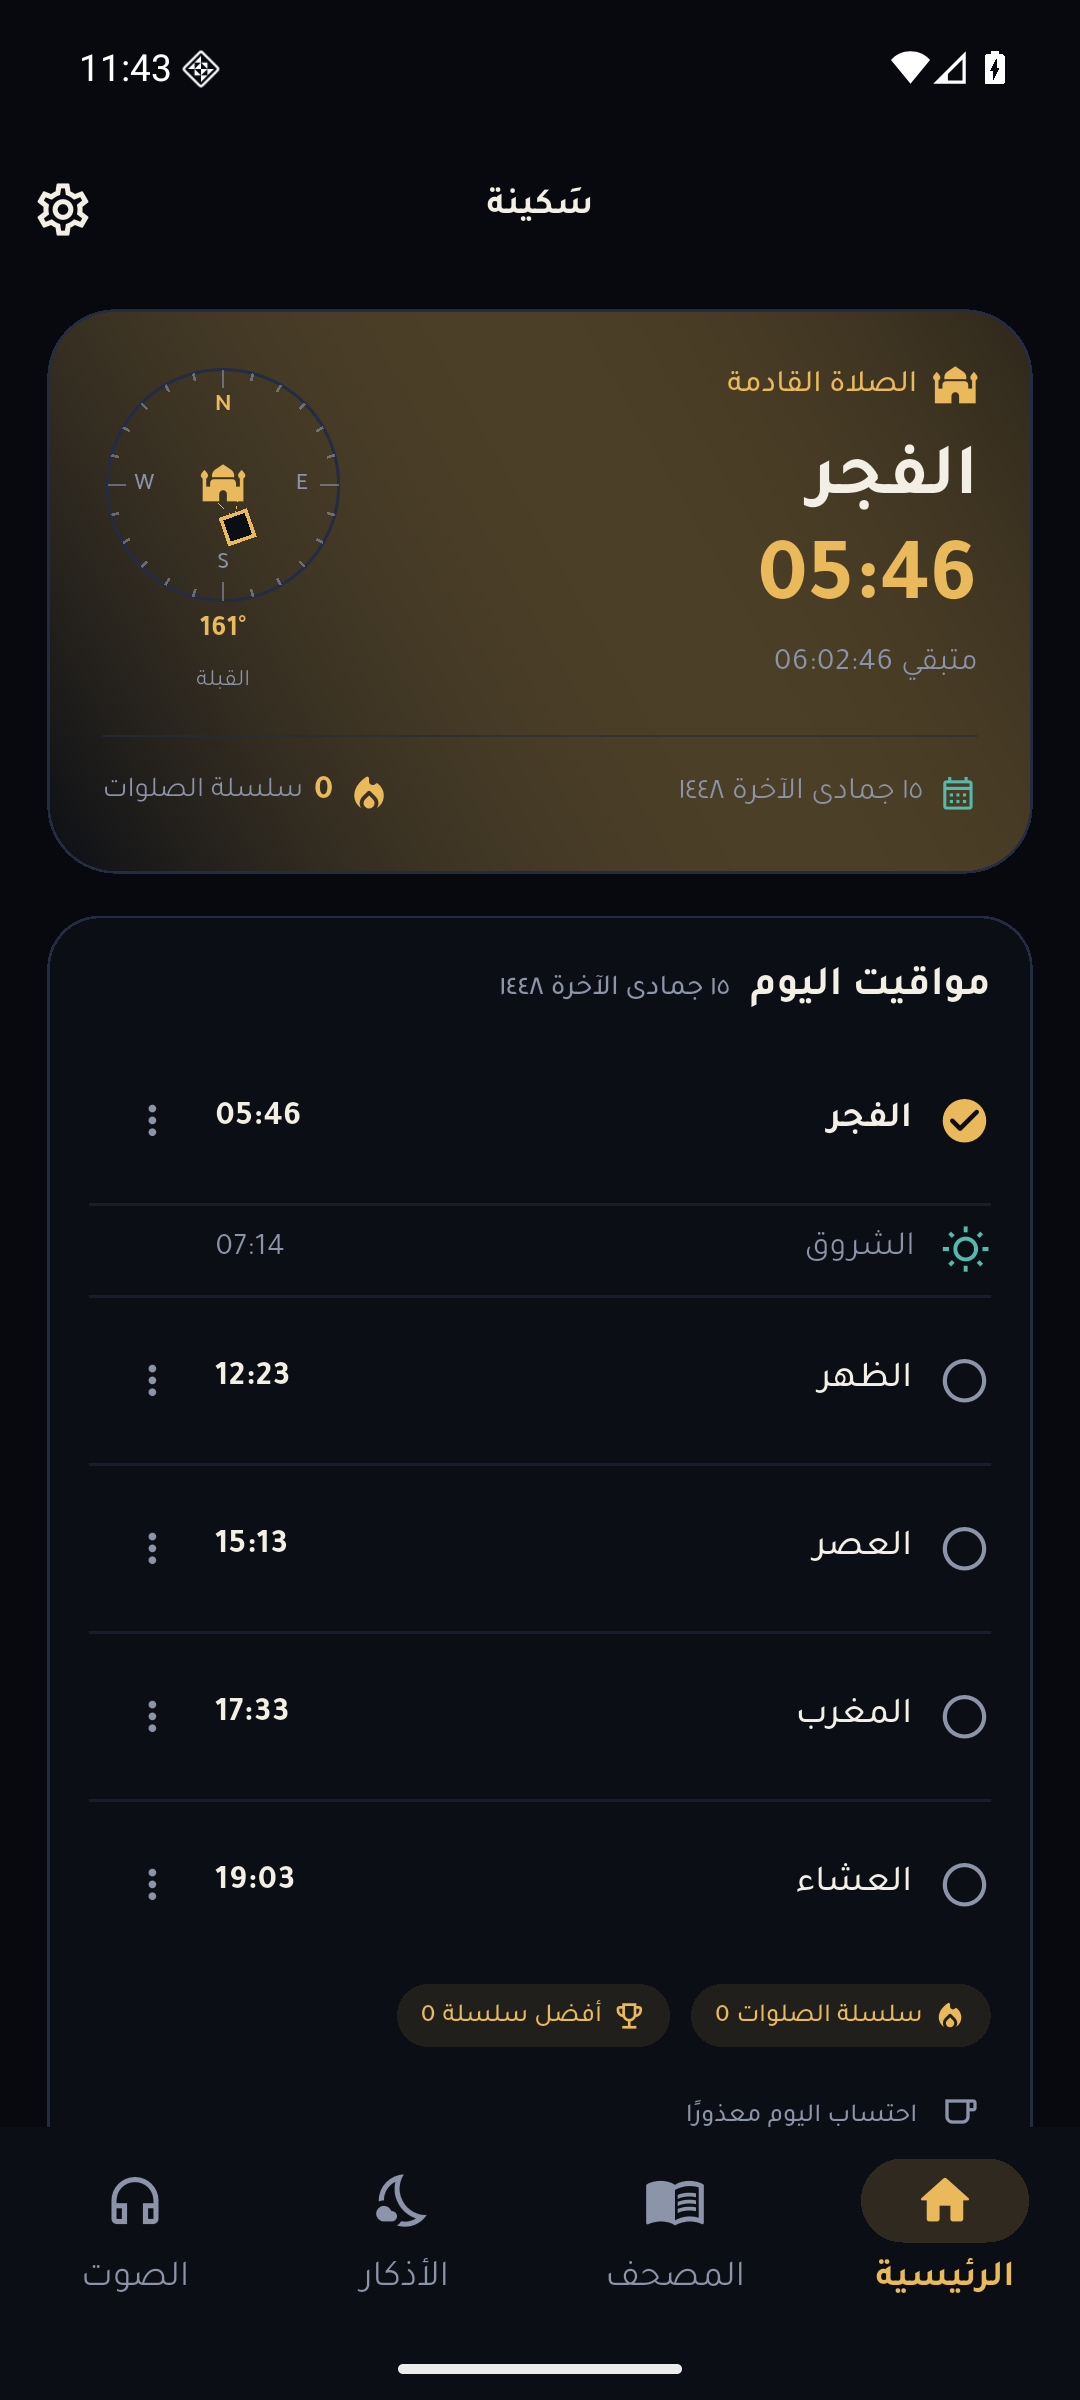 11:43
سَكينة
الصلاة القادمة
الفجر
05:46
متبقي 06:02:46
N
W
E
S
161°
القبلة
١٥ جمادى الآخرة ١٤٤٨
0 سلسلة الصلوات
مواقيت اليوم ١٥ جمادى الآخرة ١٤٤٨
الفجر 05:46
الشروق 07:14
الظهر 12:23
العصر 15:13
المغرب 17:33
العشاء 19:03
سلسلة الصلوات 0
أفضل سلسلة 0
احتساب اليوم معذورًا
الرئيسية
المصحف
الأذكار
الصوت